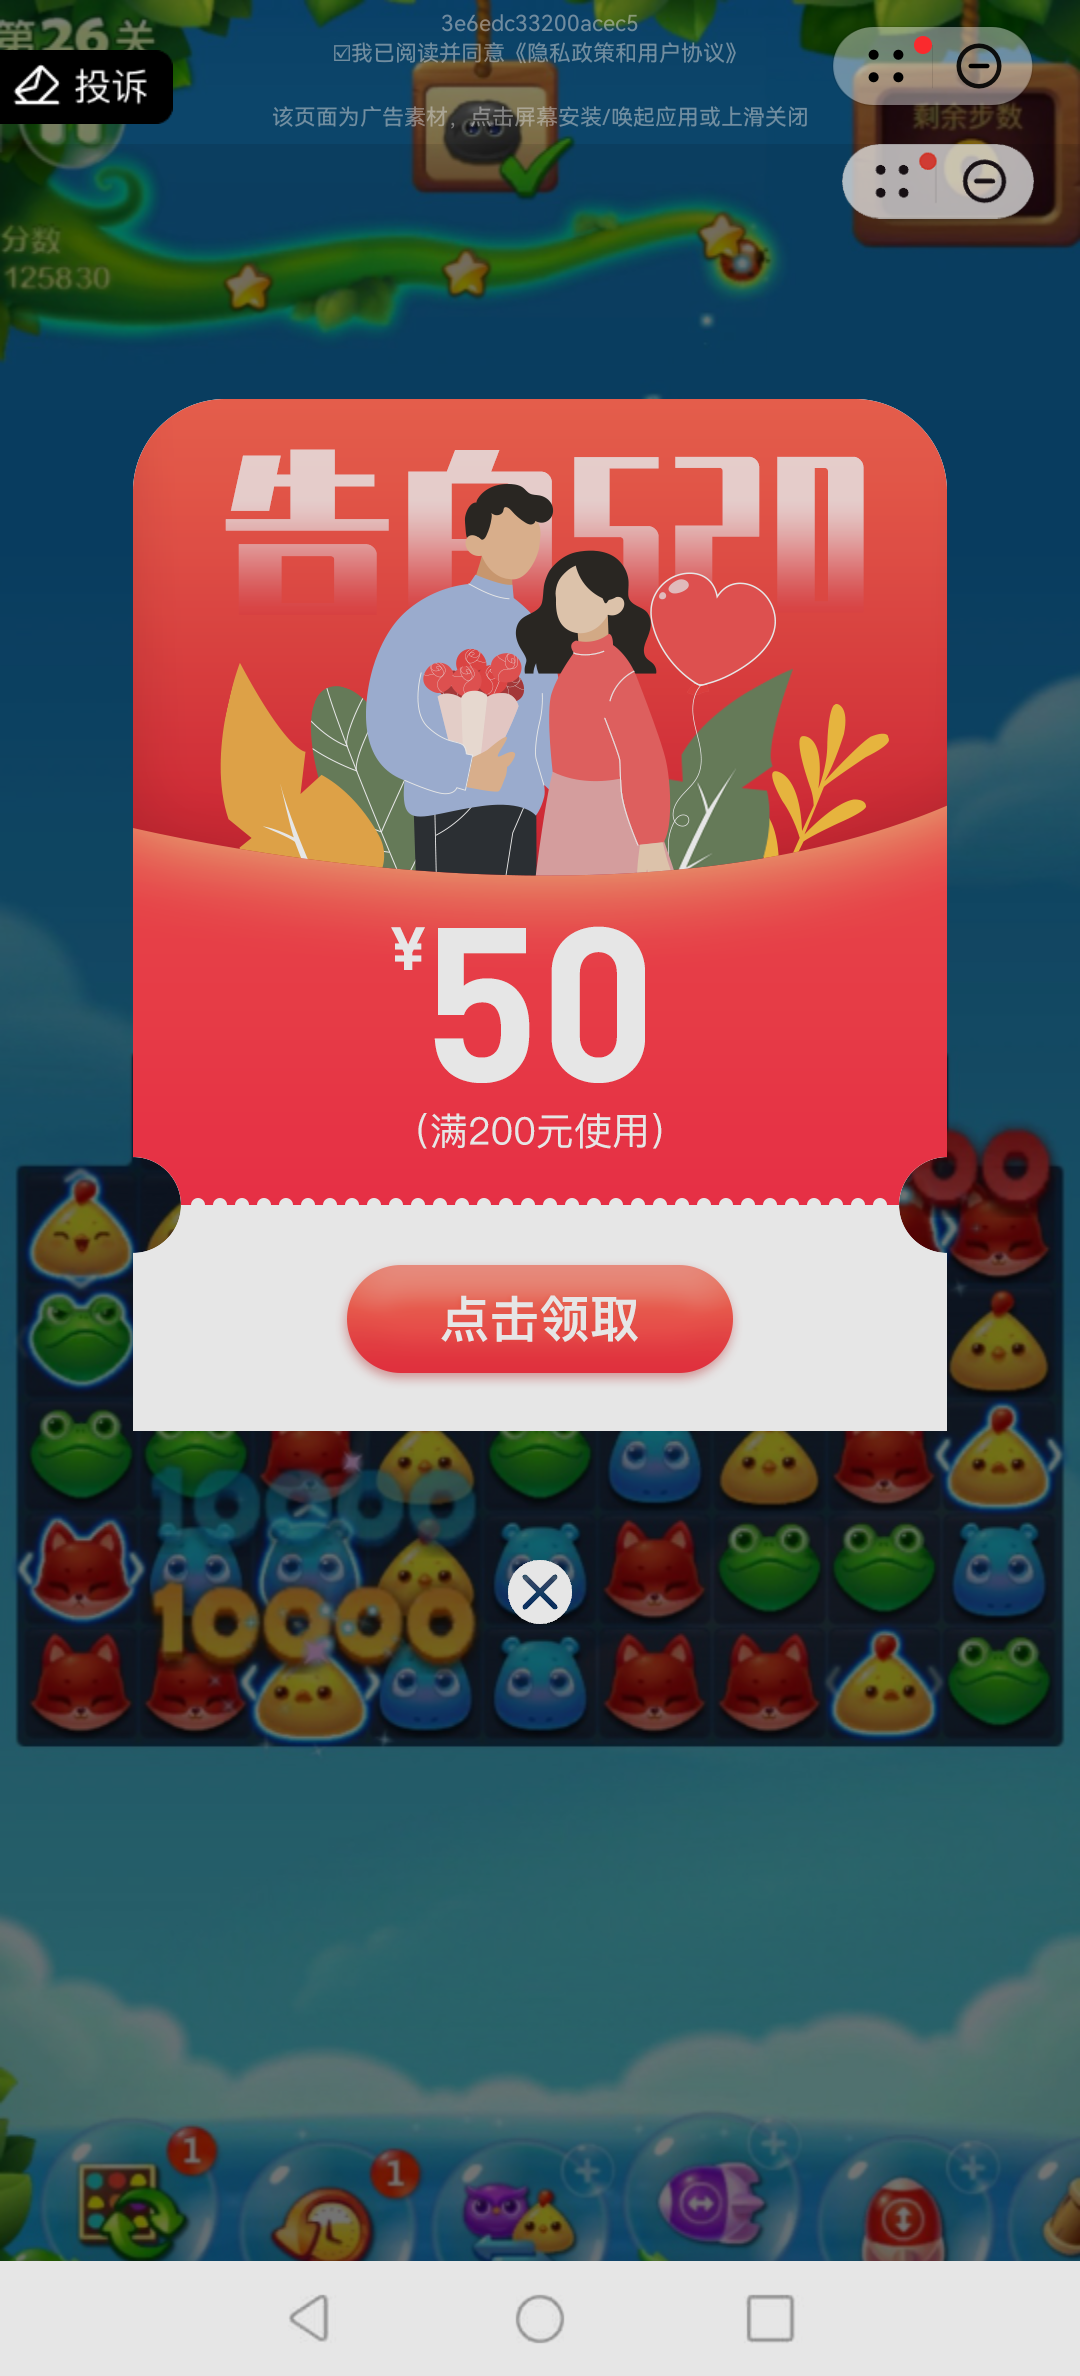 第26关
3e6edc33200acec5
☑我已阅读并同意《隐私政策和用户协议》
投诉
该页面为广告素材，点击屏幕安装/唤起应用或上滑关闭
剩余步数
分数
125830
告白520
¥50
(满200元使用)
点击领取
00
10000
10000
1
1